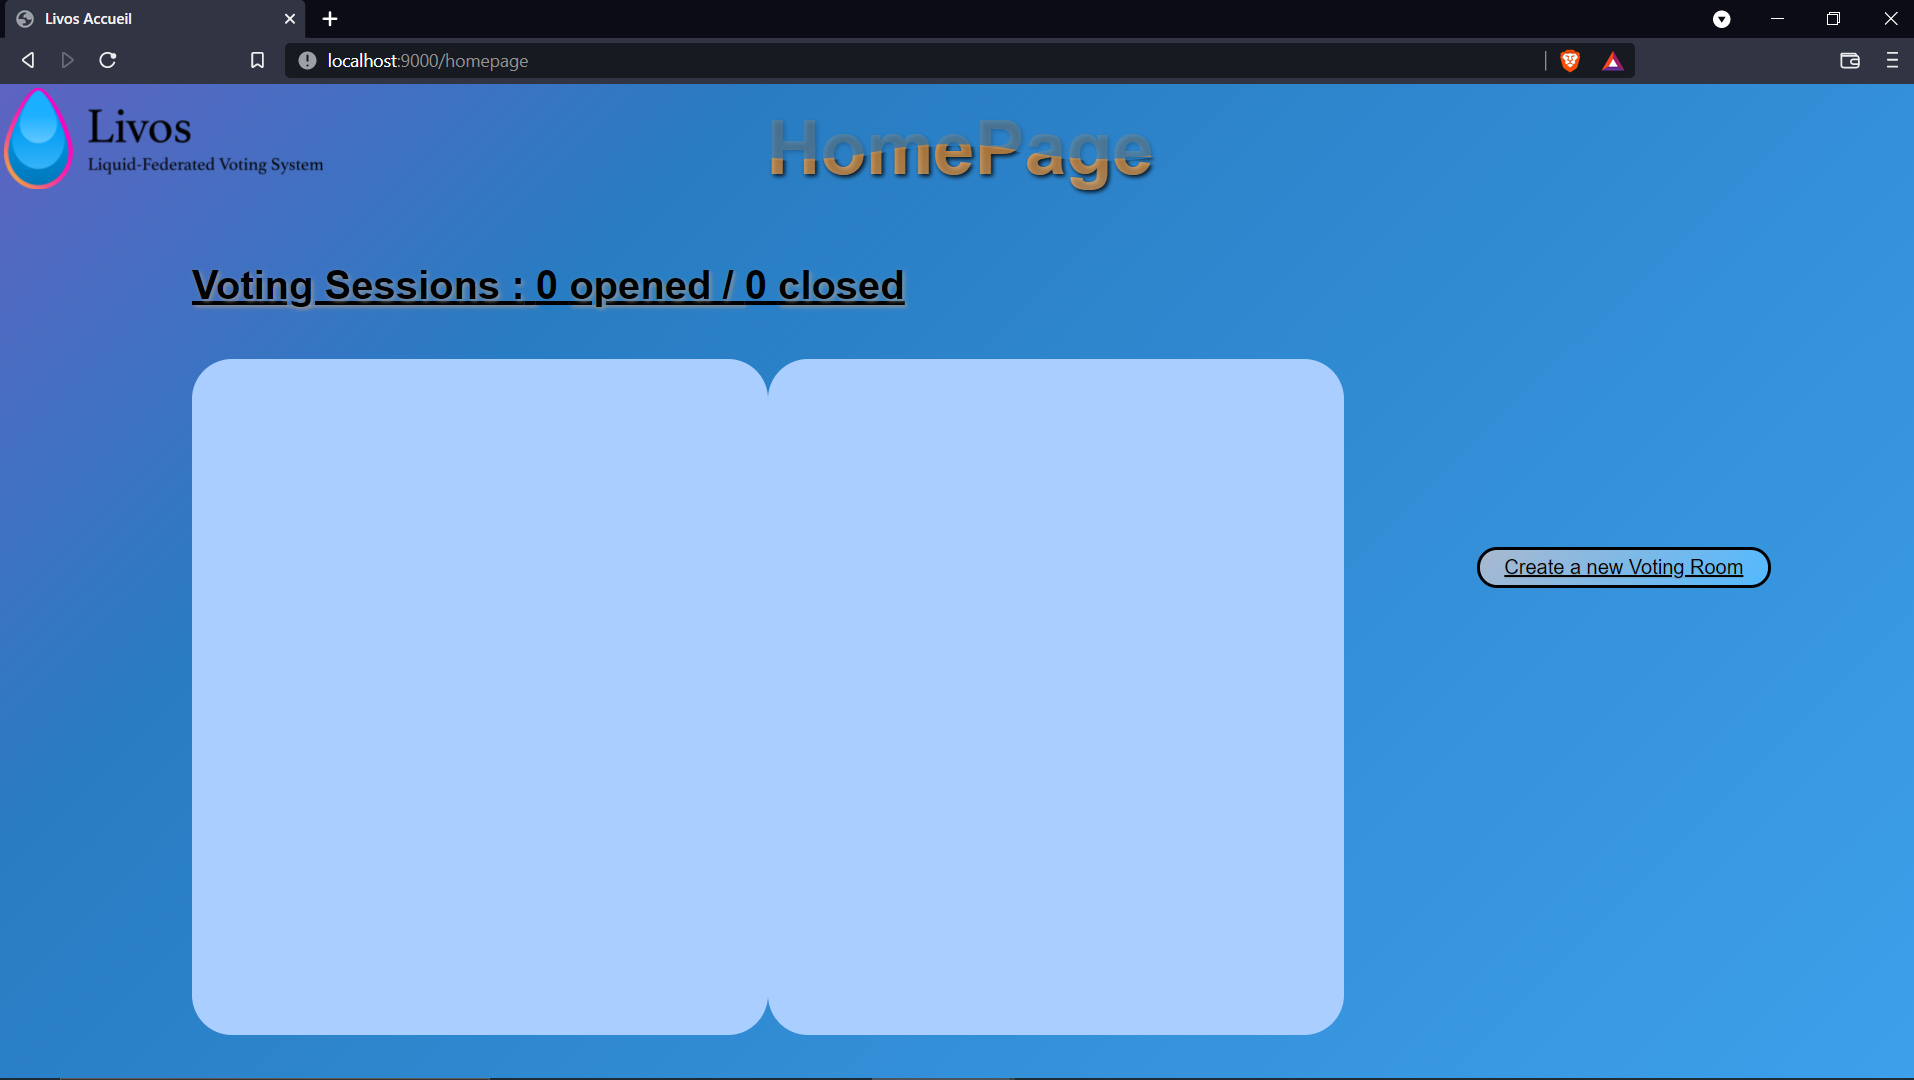 Livos Accueil
localhost:9000/homepage
Livos
Liquid-Federated Voting System
HomePage
Voting Sessions : 0 opened / 0 closed
Create a new Voting Room